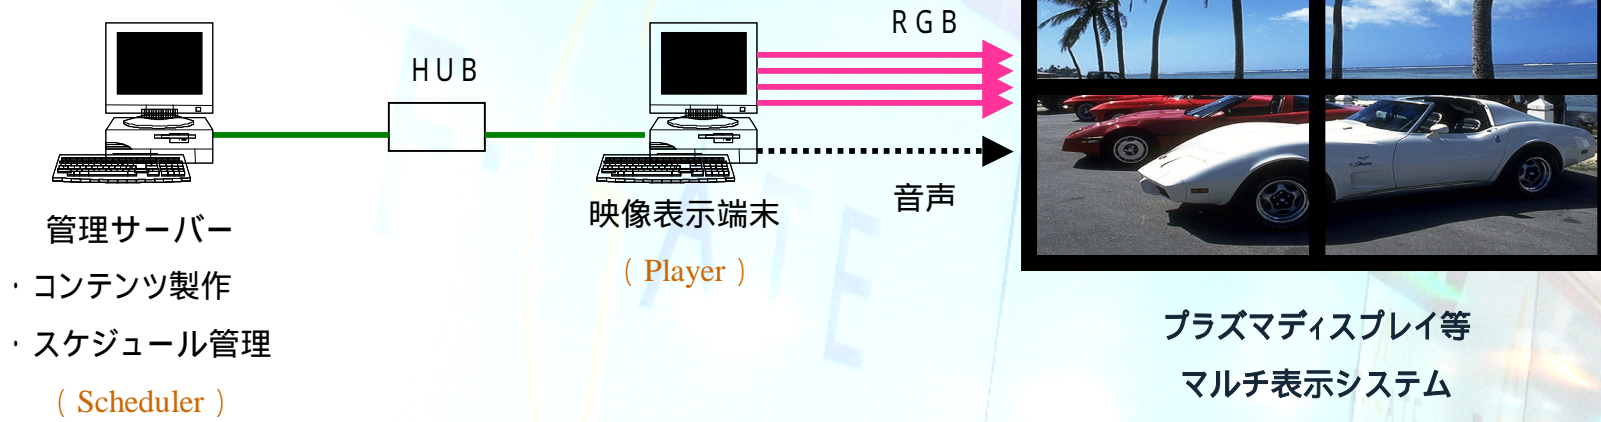 RGB
HUB
音声
映像表示端末
( Player )
管理サーバー
・コンテンツ製作
・スケジュール管理
( Scheduler )
プラズマディスプレイ等
マルチ表示システム